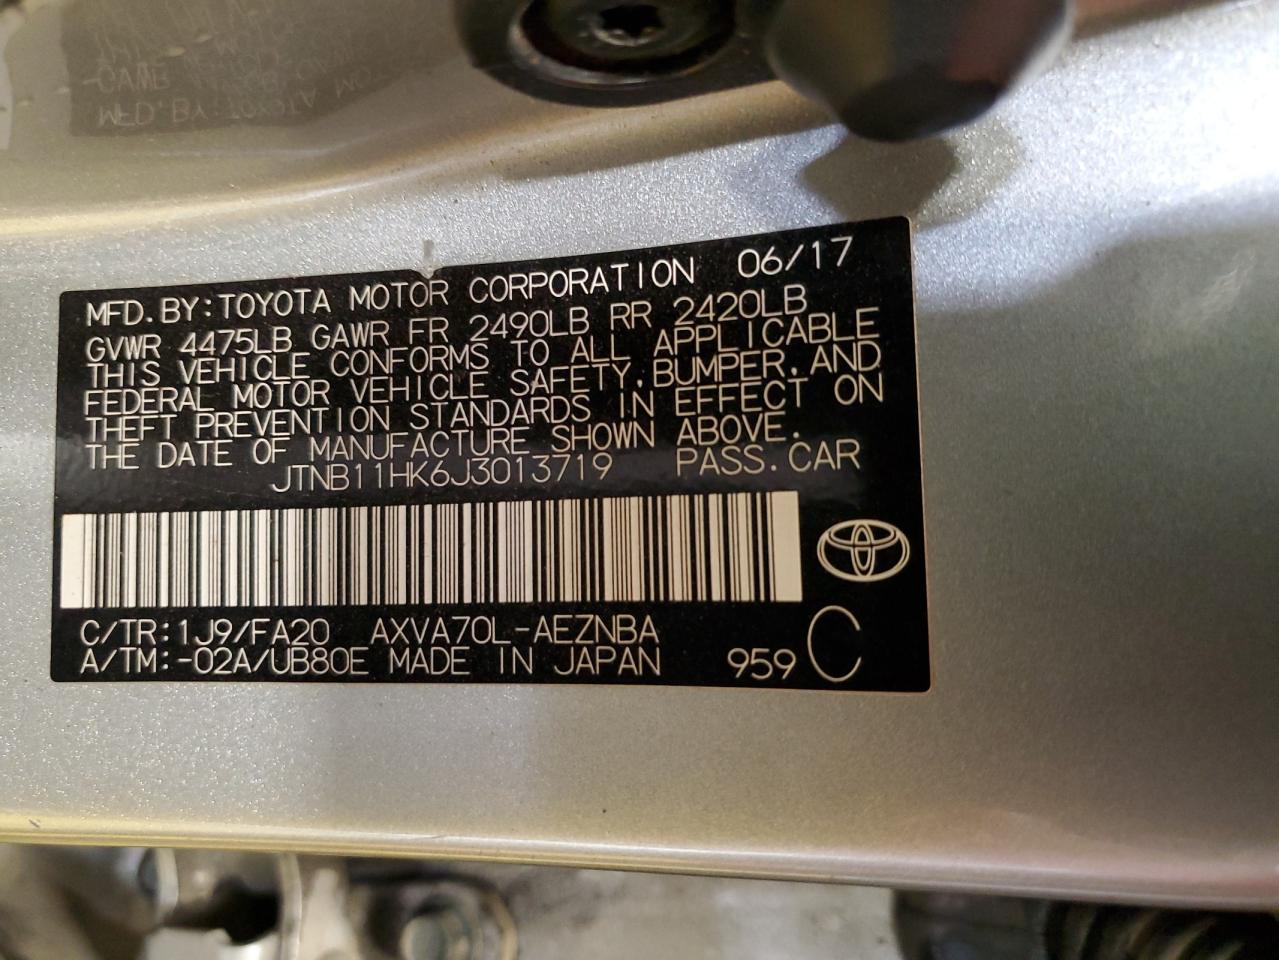 MFD. BY: TOYOTA MOTOR CORPORATION 06/17
GVWR 4475LB GAWR FR 2490LB RR 2420LB
THIS VEHICLE CONFORMS TO ALL APPLICABLE
FEDERAL MOTOR VEHICLE SAFETY, BUMPER, AND
THEFT PREVENTION STANDARDS IN EFFECT ON
THE DATE OF MANUFACTURE SHOWN ABOVE.
JTNB11HK6J3013719 PASS. CAR
C/TR: 1J9/FA20 AXVA70L-AEZNBA
A/TM: -02A/UB80E MADE IN JAPAN 959 C